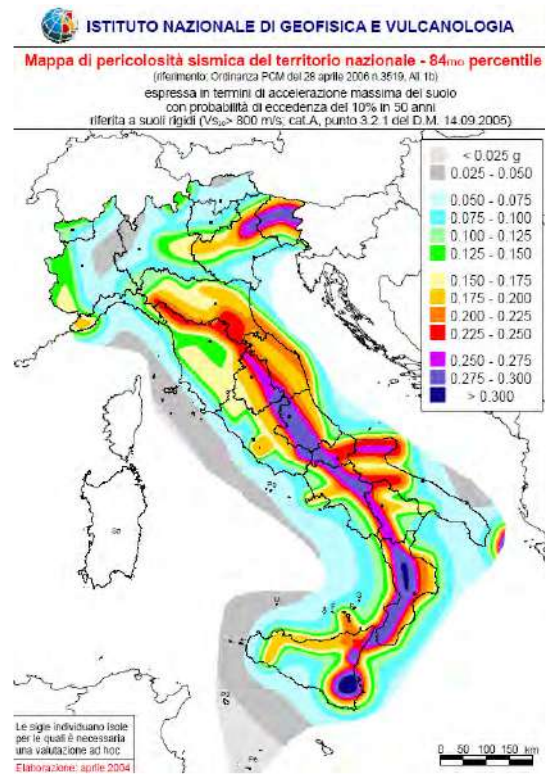 ISTITUTO NAZIONALE DI GEOFISICA E VULCANOLOGIA
Mappa di pericolosità sismica del territorio nazionale - 84mo percentile
(riferimento: Ordinanza PCM del 28 aprile 2006 n.3519, All.1b)
espressa in termini di accelerazione massima del suolo
con probabilità di eccedenza del 10% in 50 anni
riferita a suoli rigidi (Vs30> 800 m/s; cat.A, punto 3.2.1 del D.M. 14.09.2005)
< 0.025 g
0.025 - 0.050
0.050 - 0.075
0.075 - 0.100
0.100 - 0.125
0.125 - 0.150
0.150 - 0.175
0.175 - 0.200
0.200 - 0.225
0.225 - 0.250
0.250 - 0.275
0.275 - 0.300
> 0.300
Le sigle individuano isole
per le quali è necessaria
una valutazione ad hoc
Elaborazione: aprile 2004
0 50 100 150 km